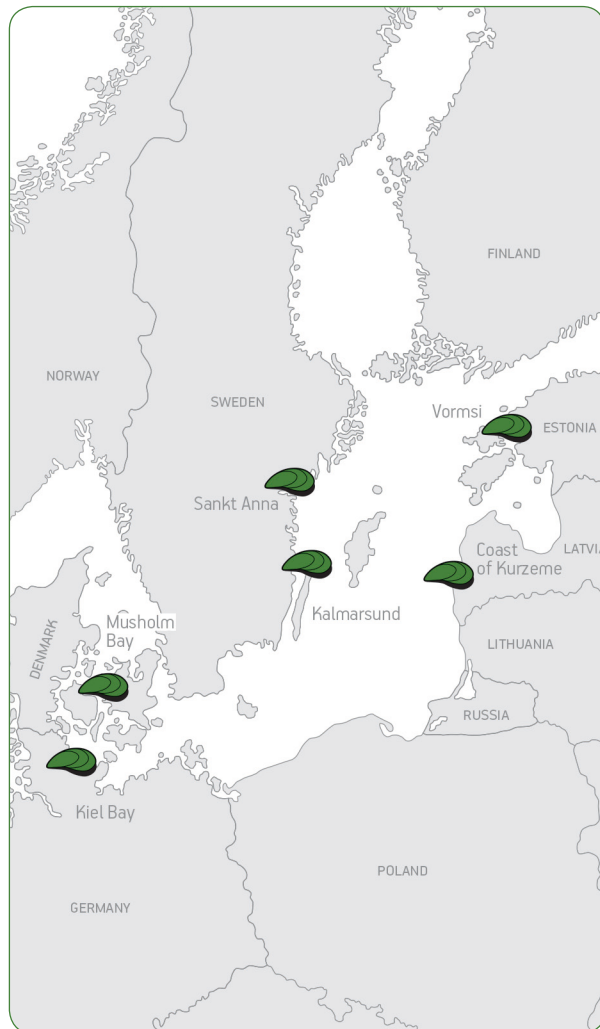 FINLAND
NORWAY
SWEDEN
Vormsi
ESTONIA
Sankt Anna
Coast
of Kurzeme
LATVIA
Kalmarsund
Musholm
Bay
DENMARK
LITHUANIA
RUSSIA
Kiel Bay
POLAND
GERMANY